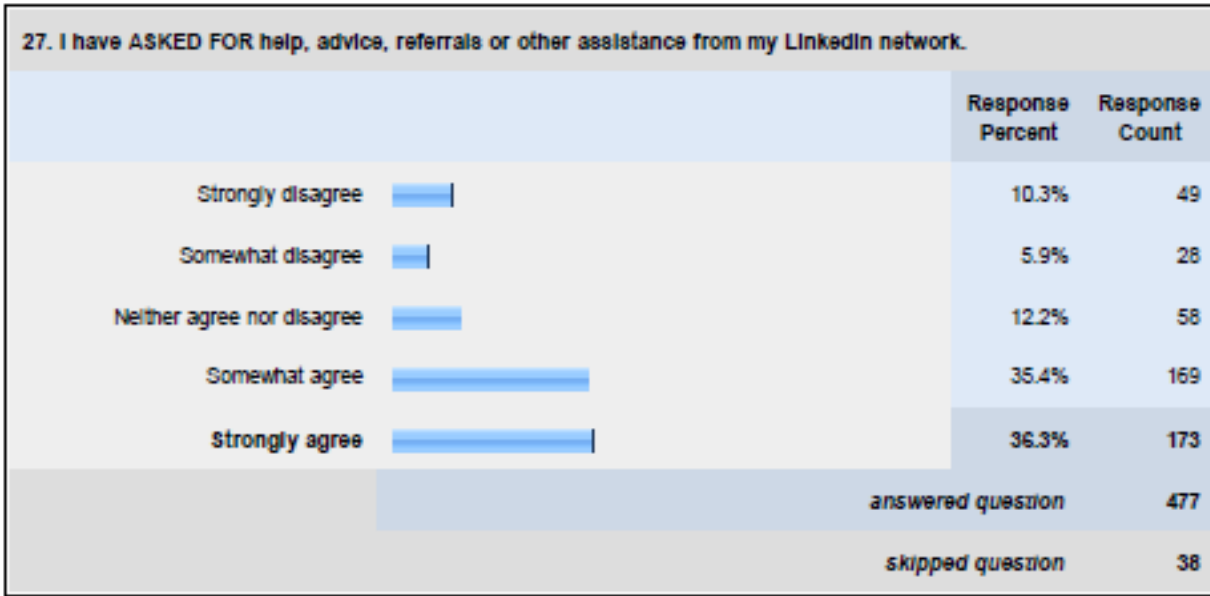 27. I have ASKED FOR help, advice, referrals or other assistance from my LinkedIn network.
Response Percent Response Count
Strongly disagree 10.3% 49
Somewhat disagree 5.9% 28
Neither agree nor disagree 12.2% 58
Somewhat agree 35.4% 169
Strongly agree 36.3% 173
answered question 477
skipped question 38